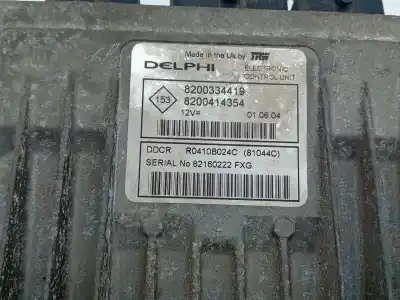 Made in the Uk by TRW
DELPHI
ELECTRONIC
CONTROL UNIT
153
8200334419
8200414354
12V=
01 06 04
DDCR R0410B024C (81044C)
SERIAL No 82160222 FXG